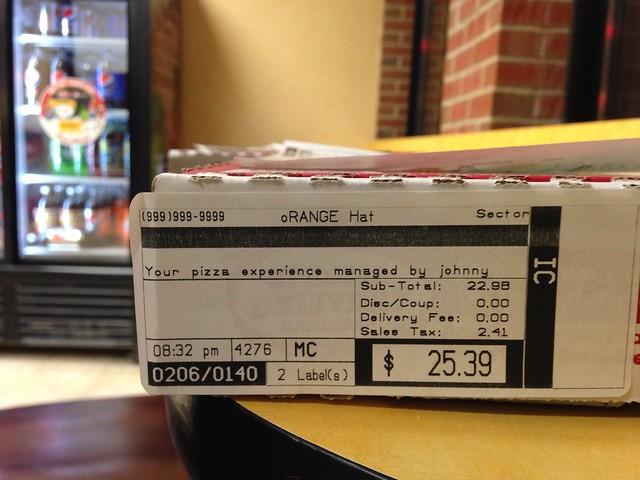 (999)999-9999 oRANGE Hat Sector
IC
Your pizza experience managed by johnny
Sub-Total: 22.98
Disc/Coup: 0.00
Delivery Fee: 0.00
Sales Tax: 2.41
08:32 pm 4276 MC
$ 25.39
0206/0140 2 Label(s)